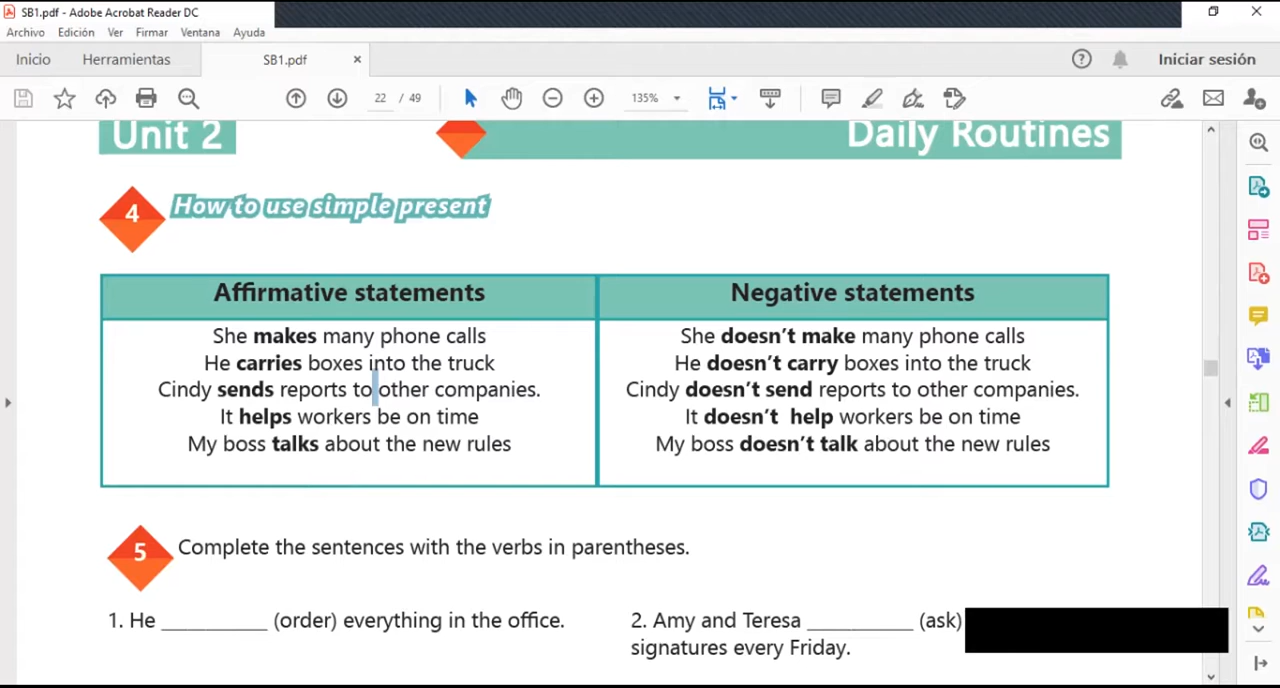 SB1.pdf - Adobe Acrobat Reader DC
Archivo Edición Ver Firmar Ventana Ayuda
Inicio Herramientas SB1.pdf × Iniciar sesión
22 / 49 135%
Unit 2 Daily Routines
4 How to use simple present
Affirmative statements Negative statements
She makes many phone calls She doesn't make many phone calls
He carries boxes into the truck He doesn't carry boxes into the truck
Cindy sends reports to other companies. Cindy doesn't send reports to other companies.
It helps workers be on time It doesn't help workers be on time
My boss talks about the new rules My boss doesn't talk about the new rules
5 Complete the sentences with the verbs in parentheses.
1. He __________ (order) everything in the office. 2. Amy and Teresa __________ (ask)
signatures every Friday.